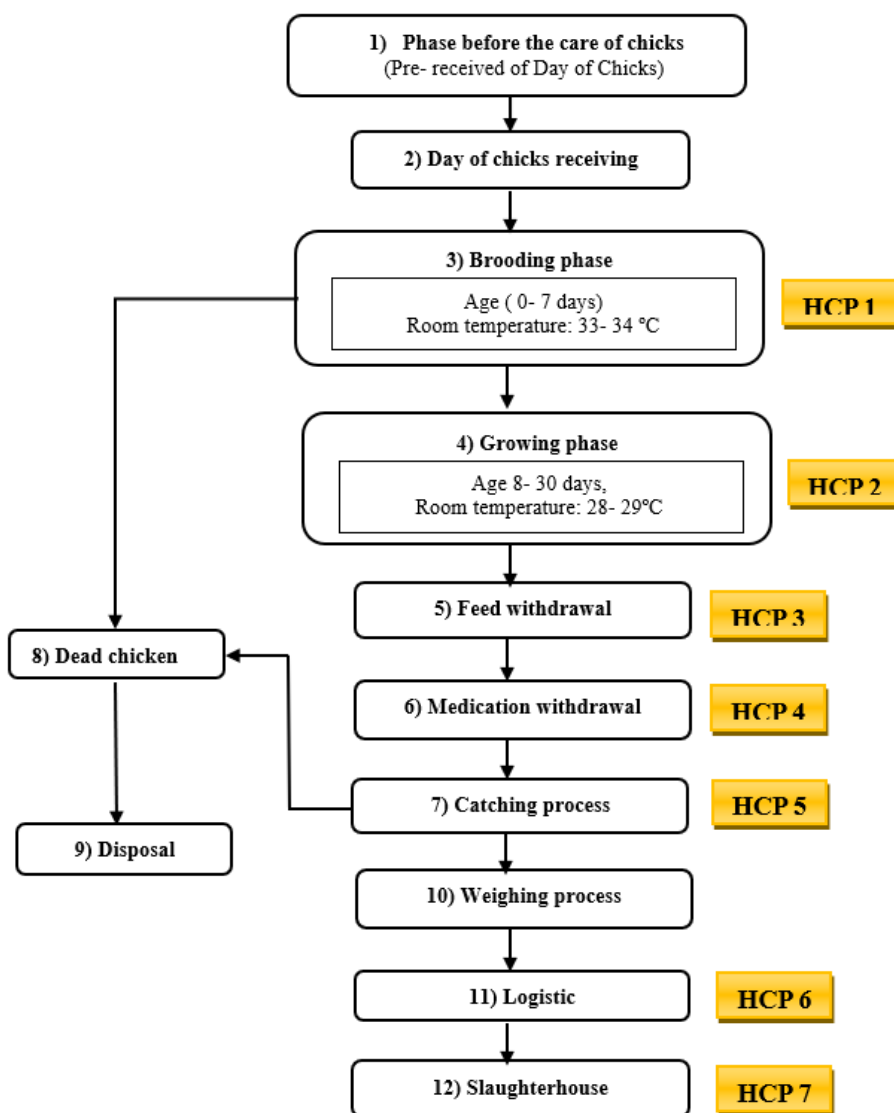 1) Phase before the care of chicks
(Pre- received of Day of Chicks)
2) Day of chicks receiving
3) Brooding phase
Age ( 0- 7 days)
Room temperature: 33- 34 ºC
HCP 1
4) Growing phase
Age 8- 30 days,
Room temperature: 28- 29ºC
HCP 2
5) Feed withdrawal
HCP 3
8) Dead chicken
6) Medication withdrawal
HCP 4
7) Catching process
HCP 5
9) Disposal
10) Weighing process
11) Logistic
HCP 6
12) Slaughterhouse
HCP 7